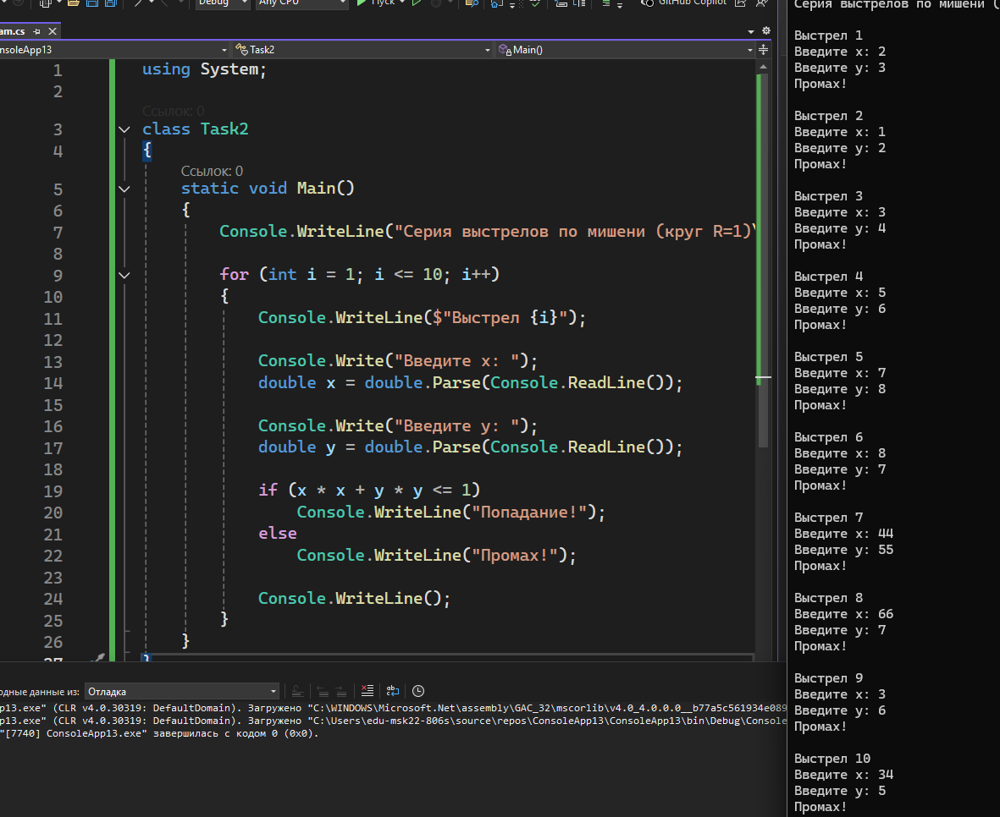 Debug
Any CPU
Пуск
GitHub Copilot
am.cs
nsoleApp13
Task2
Main()
1 using System;
2
Ссылок: 0
3 class Task2
4 {
Ссылок: 0
5 static void Main()
6 {
7 Console.WriteLine("Серия выстрелов по мишени (круг R=1)\
8
9 for (int i = 1; i <= 10; i++)
10 {
11 Console.WriteLine($"Выстрел {i}");
12
13 Console.Write("Введите x: ");
14 double x = double.Parse(Console.ReadLine());
15
16 Console.Write("Введите y: ");
17 double y = double.Parse(Console.ReadLine());
18
19 if (x * x + y * y <= 1)
20 Console.WriteLine("Попадание!");
21 else
22 Console.WriteLine("Промах!");
23
24 Console.WriteLine();
25 }
26 }
27 }
одные данные из: Отладка
p13.exe" (CLR v4.0.30319: DefaultDomain). Загружено "C:\WINDOWS\Microsoft.Net\assembly\GAC_32\mscorlib\v4.0_4.0.0.0__b77a5c561934e089
p13.exe" (CLR v4.0.30319: DefaultDomain). Загружено "C:\Users\edu-msk22-806s\source\repos\ConsoleApp13\ConsoleApp13\bin\Debug\Console
"[7740] ConsoleApp13.exe" завершилась с кодом 0 (0x0).
Серия выстрелов по мишени (
Выстрел 1
Введите x: 2
Введите y: 3
Промах!
Выстрел 2
Введите x: 1
Введите y: 2
Промах!
Выстрел 3
Введите x: 3
Введите y: 4
Промах!
Выстрел 4
Введите x: 5
Введите y: 6
Промах!
Выстрел 5
Введите x: 7
Введите y: 8
Промах!
Выстрел 6
Введите x: 8
Введите y: 7
Промах!
Выстрел 7
Введите x: 44
Введите y: 55
Промах!
Выстрел 8
Введите x: 66
Введите y: 7
Промах!
Выстрел 9
Введите x: 3
Введите y: 6
Промах!
Выстрел 10
Введите x: 34
Введите y: 5
Промах!